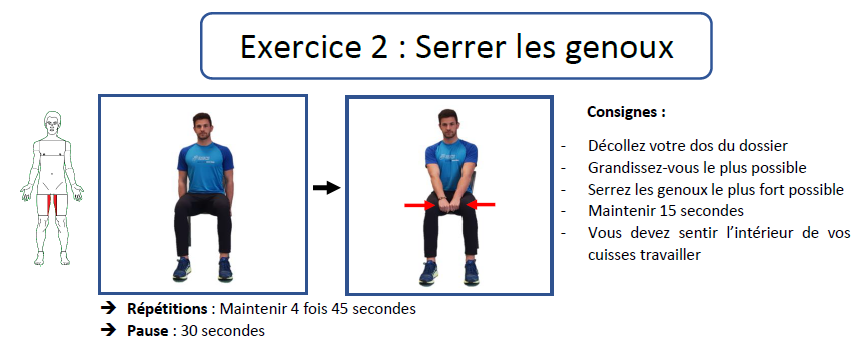 Exercice 2 : Serrer les genoux
Consignes :
- Décollez votre dos du dossier
- Grandissez-vous le plus possible
- Serrez les genoux le plus fort possible
- Maintenir 15 secondes
- Vous devez sentir l'intérieur de vos
cuisses travailler
➔ Répétitions : Maintenir 4 fois 45 secondes
➔ Pause : 30 secondes